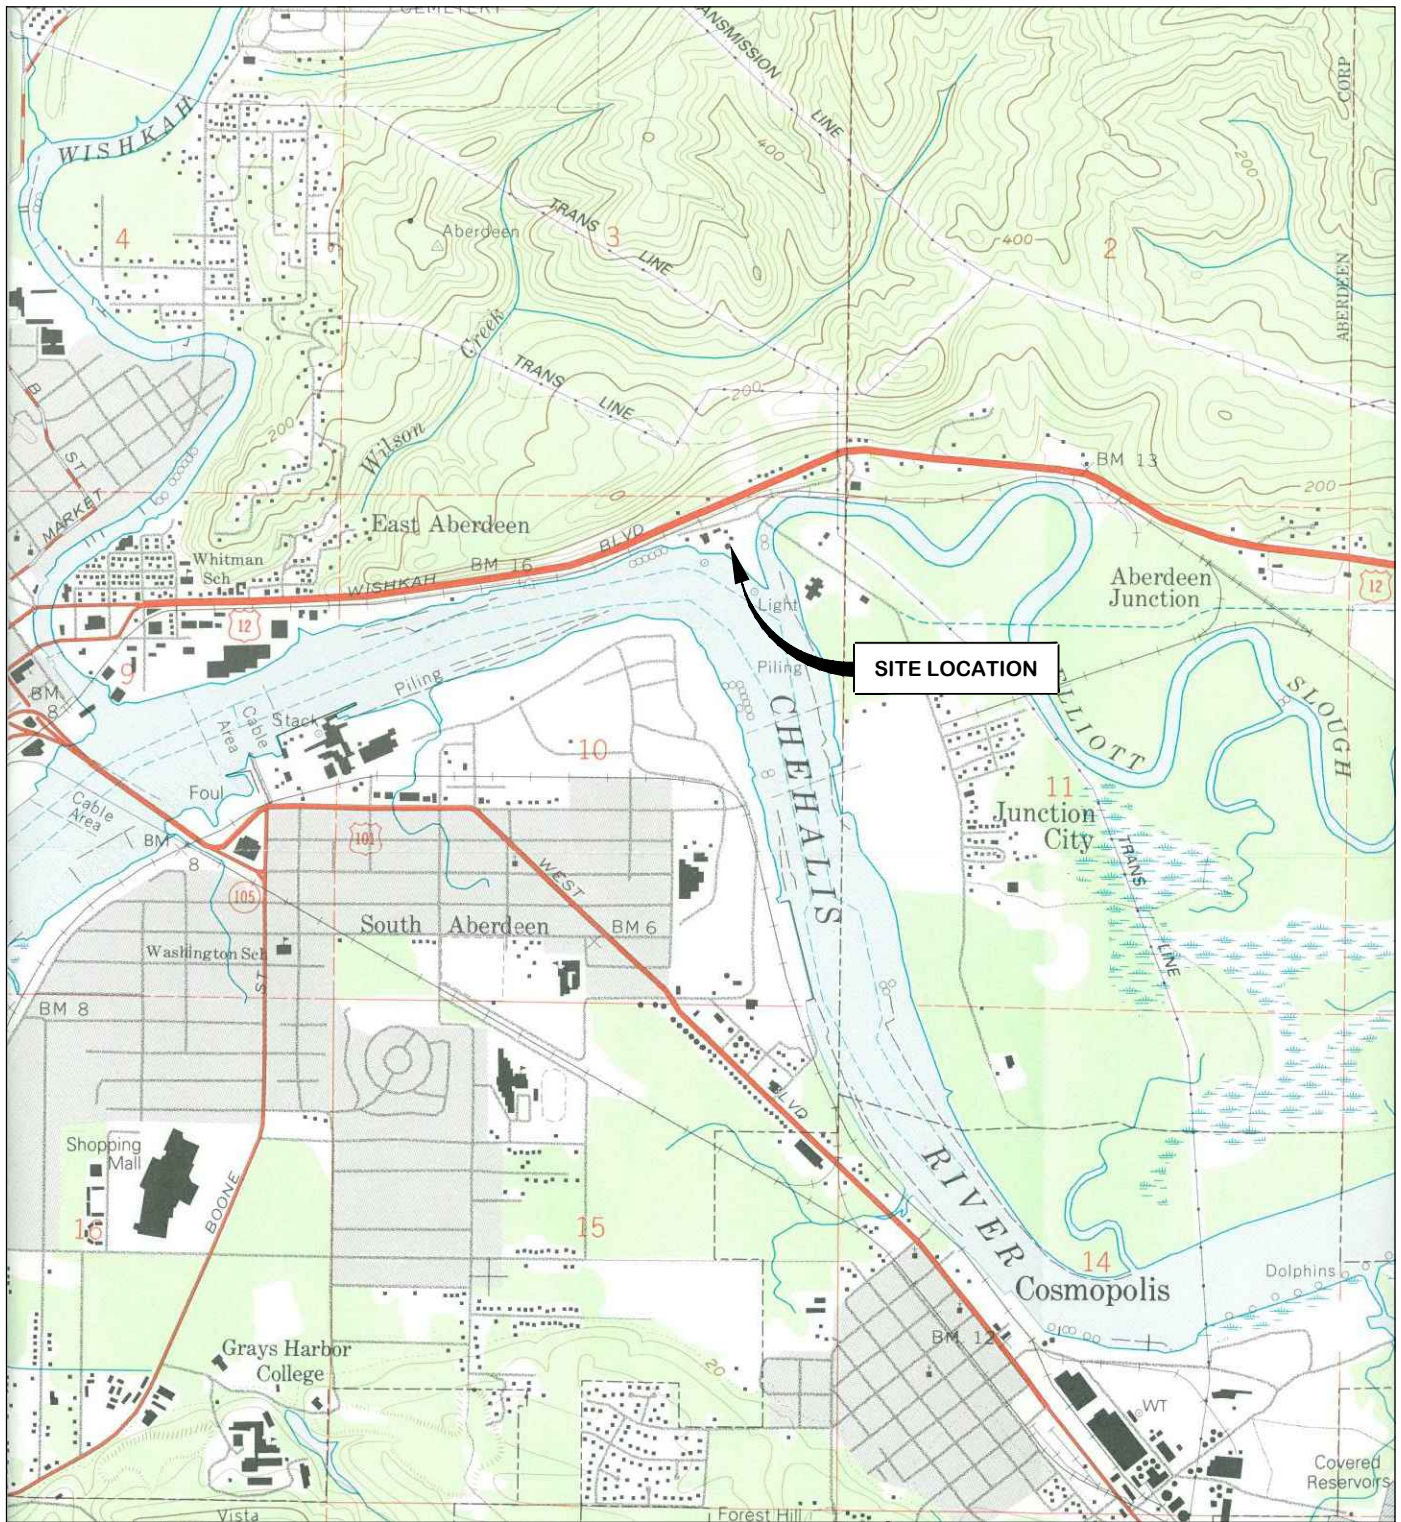 CEMETERY
TRANSMISSION
LINE
CORP
ABERDEEN
WISHKAH
4
Aberdeen
TRANS
3
LINE
400
400
2
200
Creek
TRANS
LINE
200
200
Wilson
B
ST
MARKET
BM 13
200
East Aberdeen
Whitman
Sch
BM 16
BLVD
WISHKAH
12
Light
Aberdeen
Junction
12
SITE LOCATION
9
BM
8
Piling
Piling
Cable
Area
Stack
CHEHALIS
ELLIOTT
SLOUGH
10
11
Foul
Cable
Area
Junction
City
BM
8
101
TRANS
LINE
WEST
105
South Aberdeen
BM 6
Washington Sch
ST
BM 8
BLVD
Shopping
Mall
BOONE
RIVER
16
15
14
Cosmopolis
Dolphins
BM 12
Grays Harbor
College
20
WT
Covered
Reservoirs
Vista
Forest Hill